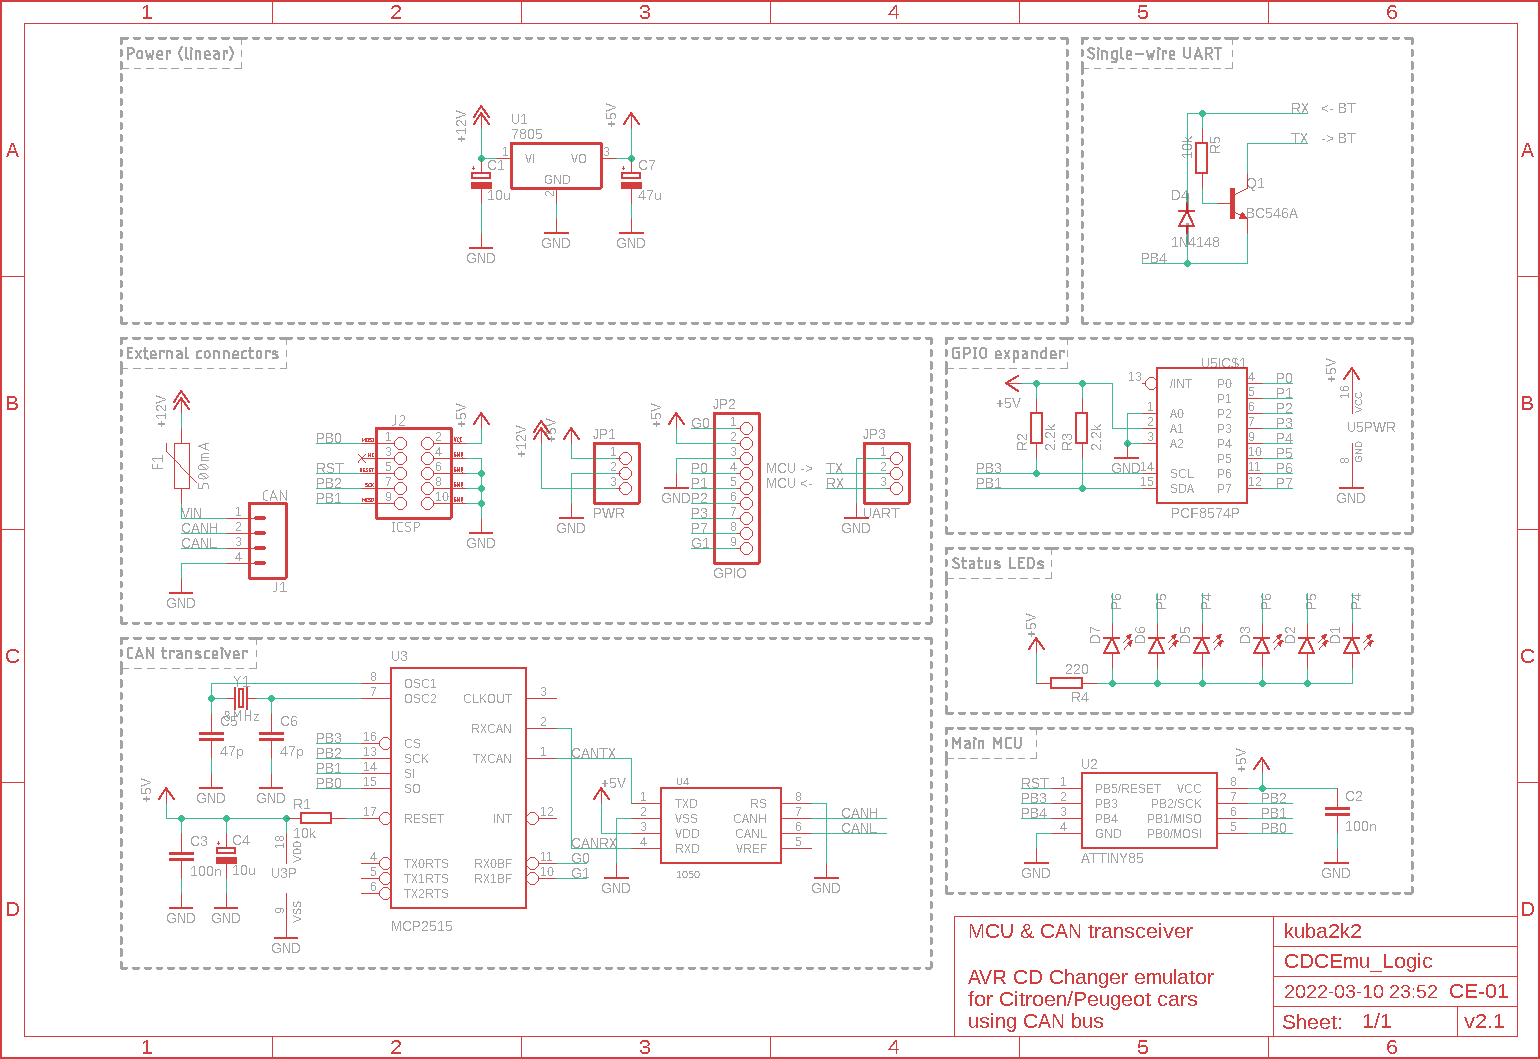 1 2 3 4 5 6
A A
B B
C C
D D
Power (linear)
+12V
U1
7805
+5V
1 VI VO 3
GND
2
C1
10u
C7
47u
GND
GND
GND
Single-wire UART
RX <- BT
TX -> BT
10k
R5
Q1
BC546A
D4
1N4148
PB4
External connectors
+12V
F1
500mA
CAN
VIN 1
CANH 2
CANL 3
4
J1
GND
J2
+5V
PB0 1 2
3 4
RST 5 6
PB2 7 8
PB1 9 10
ICSP
GND
+12V
+5V
JP1
1
2
3
PWR
GND
+5V
JP2
G0 1
2
3
P0 4
P1 5
P2 6
P3 7
P7 8
G1 9
GND
GPIO
JP3
1
MCU -> TX 2
MCU <- RX 3
UART
GND
GPIO expander
+5V
R2
2.2k
R3
2.2k
PB3
PB1
GND
U5IC$1
13 /INT P0 4 P0
P1 5 P1
1 A0 P2 6 P2
2 A1 P3 7 P3
3 A2 P4 9 P4
P5 10 P5
14 SCL P6 11 P6
15 SDA P7 12 P7
PCF8574P
+5V
16
VCC
U5PWR
8
GND
GND
Status LEDs
+5V
220
R4
P6 P5 P4 P6 P5 P4
D7 D6 D5 D3 D2 D1
CAN transceiver
U3
Y1
8MHz
C5
47p
C6
47p
GND GND
8 OSC1
7 OSC2 CLKOUT 3
RXCAN 2
PB3 16 CS
PB2 13 SCK TXCAN 1 CANTX
PB1 14 SI
PB0 15 SO
17 RESET INT 12
4 TX0RTS RX0BF 11 G0
5 TX1RTS RX1BF 10 G1
6 TX2RTS
MCP2515
+5V
R1
10k
C3
100n
C4
10u
18
VDD
U3P
9
VSS
GND GND
GND
CANRX
+5V
U4
1 TXD RS 8
2 VSS CANH 7 CANH
3 VDD CANL 6 CANL
4 RXD VREF 5
1050
GND
GND
Main MCU
U2
+5V
RST 1 PB5/RESET VCC 8
PB3 2 PB3 PB2/SCK 7 PB2
PB4 3 PB4 PB1/MISO 6 PB1
4 GND PB0/MOSI 5 PB0
ATTINY85
C2
100n
GND
GND
MCU & CAN transceiver
AVR CD Changer emulator
for Citroen/Peugeot cars
using CAN bus
kuba2k2
CDCEmu_Logic
2022-03-10 23:52 CE-01
Sheet: 1/1 v2.1
1 2 3 4 5 6